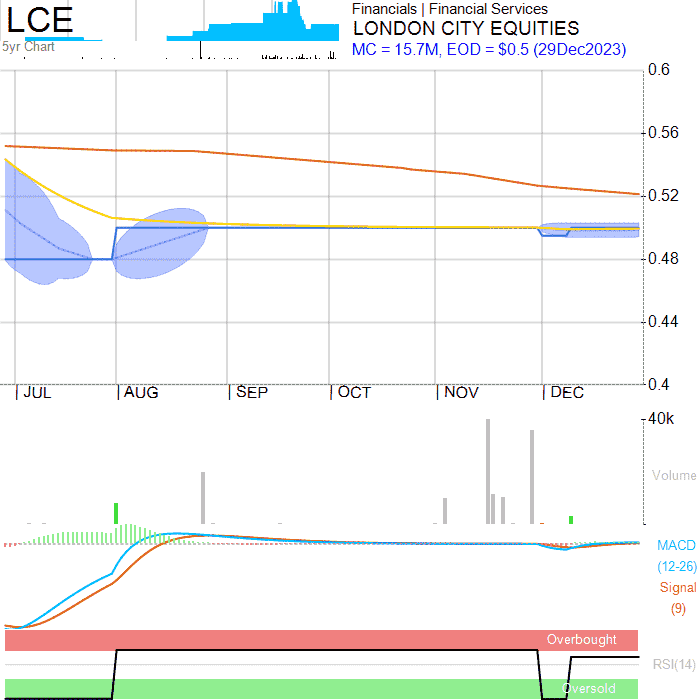 LCE
5yr Chart
Financials | Financial Services
LONDON CITY EQUITIES
MC = 15.7M, EOD = $0.5 (29Dec2023)
0.6
0.56
0.52
0.48
0.44
0.4
JUL AUG SEP OCT NOV DEC
40k
Volume
MACD
(12-26)
Signal
(9)
Overbought
RSI(14)
Oversold